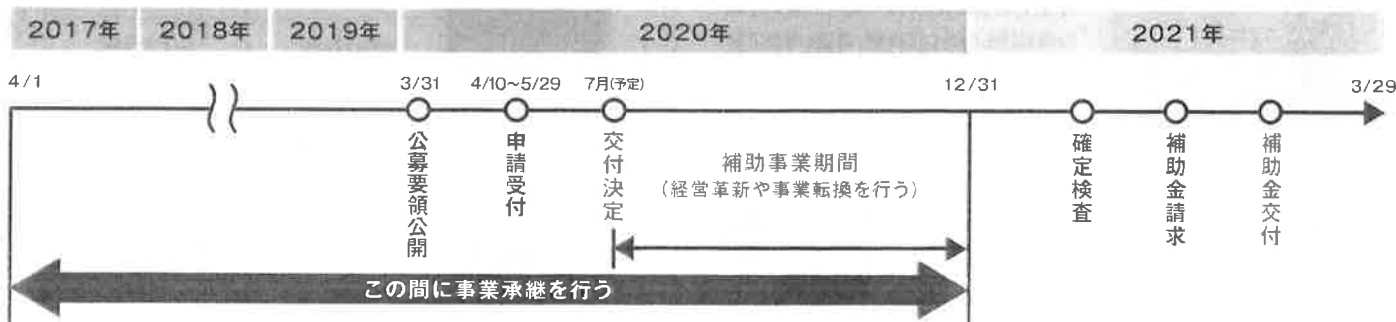 2017年 2018年 2019年 2020年 2021年
4/1 3/31 4/10～5/29 7月(予定) 12/31 3/29
公募要領公開
申請受付
交付決定
補助事業期間
（経営革新や事業転換を行う）
確定検査
補助金請求
補助金交付
この間に事業承継を行う